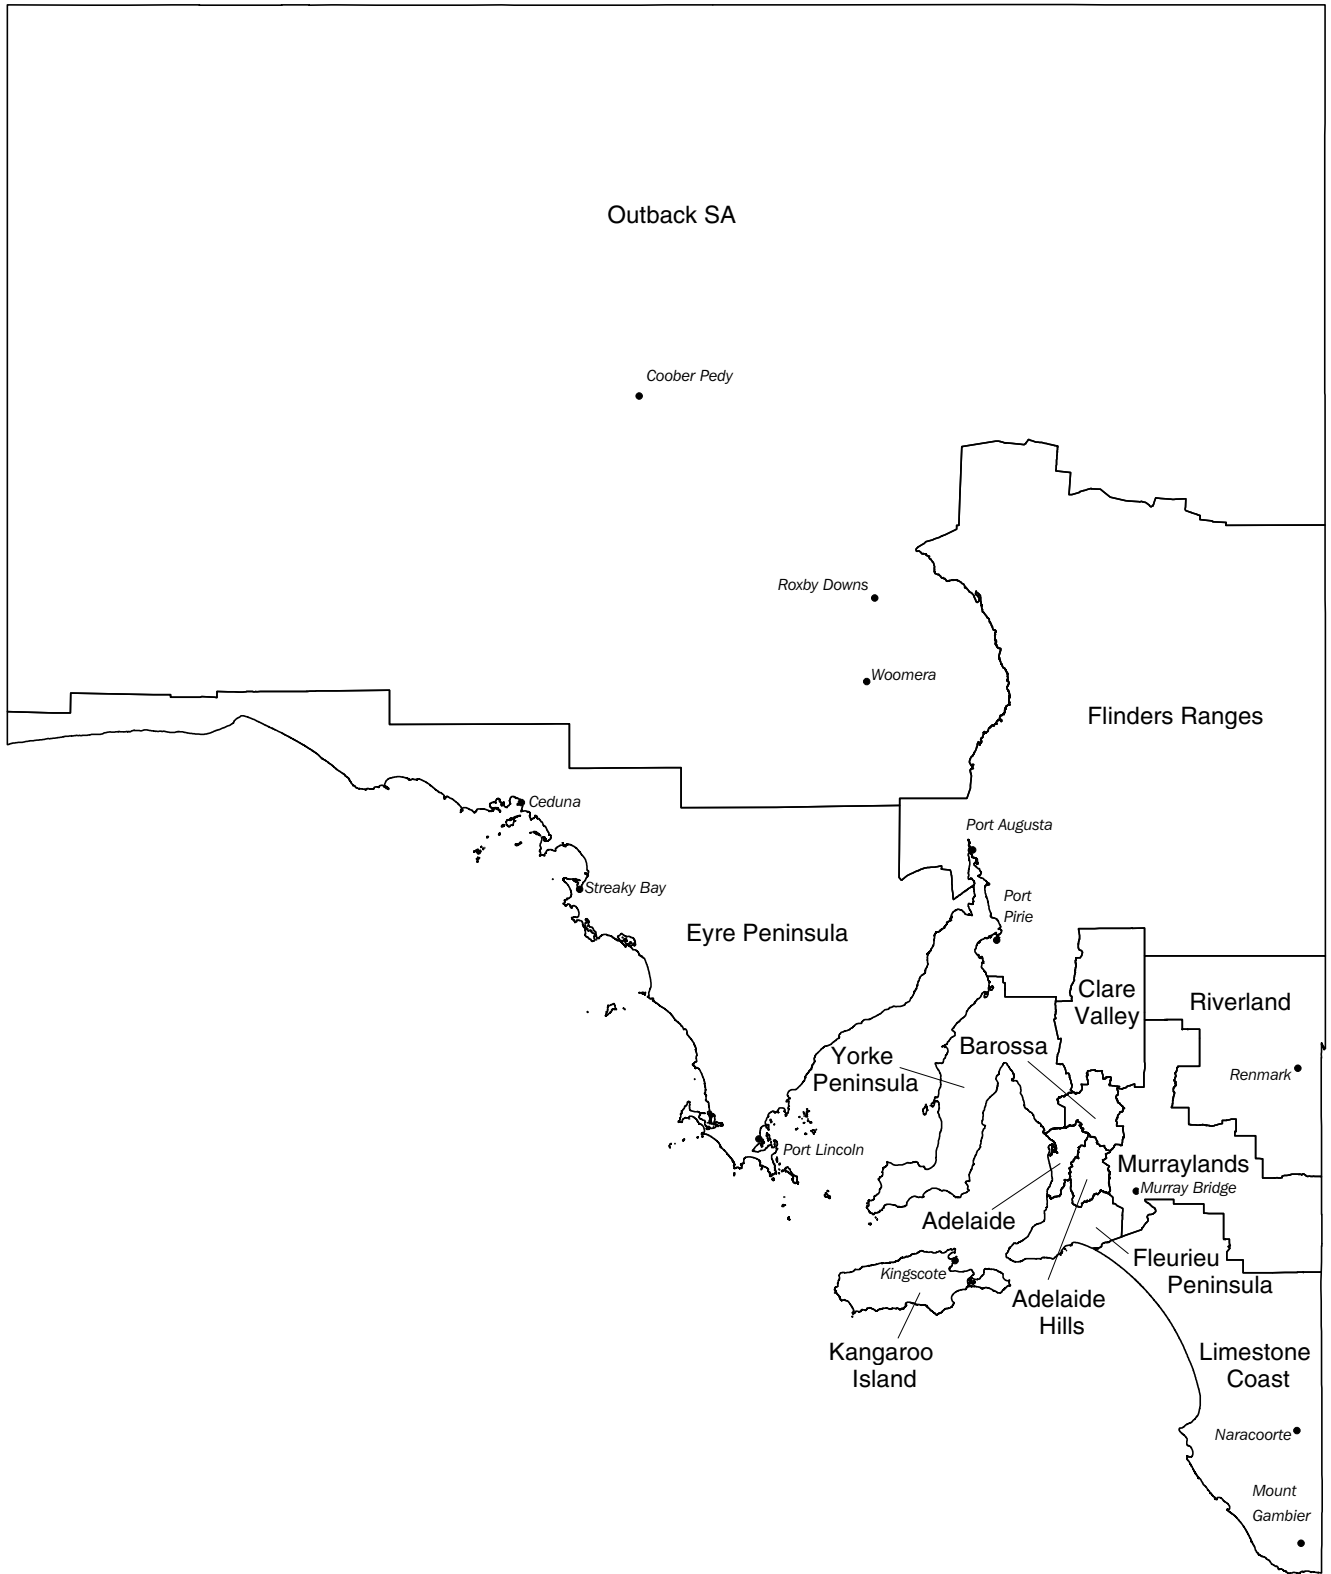 Outback SA
Coober Pedy
Roxby Downs
Woomera
Flinders Ranges
Ceduna
Port Augusta
Streaky Bay
Port
Pirie
Eyre Peninsula
Clare
Valley
Riverland
Yorke
Peninsula
Barossa
Renmark
Port Lincoln
Murraylands
Murray Bridge
Adelaide
Fleurieu
Peninsula
Kingscote
Adelaide
Hills
Kangaroo
Island
Limestone
Coast
Naracoorte
Mount
Gambier